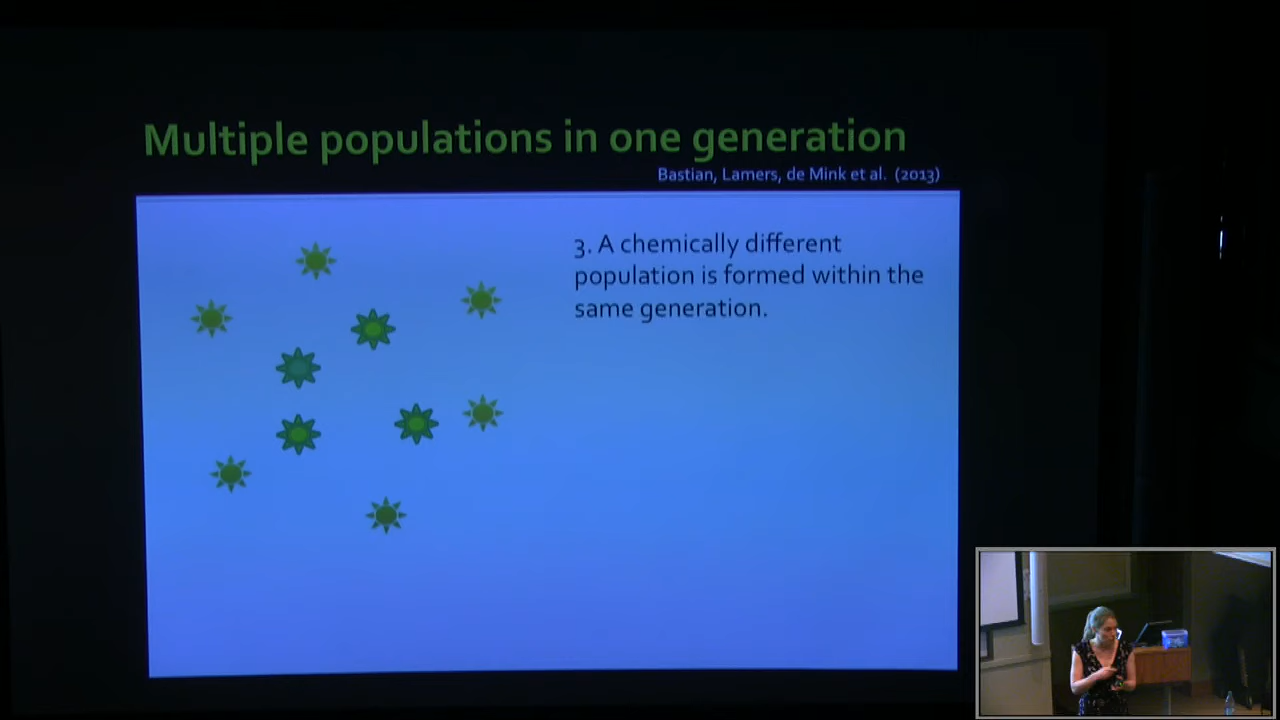 Multiple populations in one generation
Bastian, Lamers, de Mink et al. (2013)
3. A chemically different
population is formed within the
same generation.